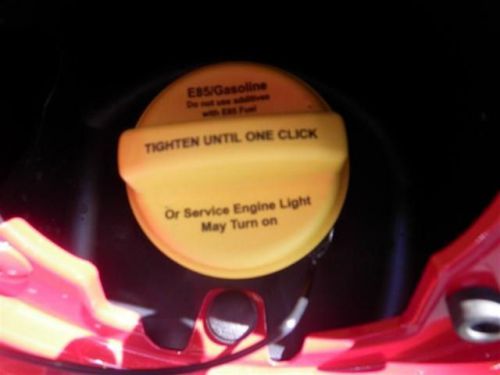 E85/Gasoline
Do not use additives
with E85 Fuel
TIGHTEN UNTIL ONE CLICK
Or Service Engine Light
May Turn on